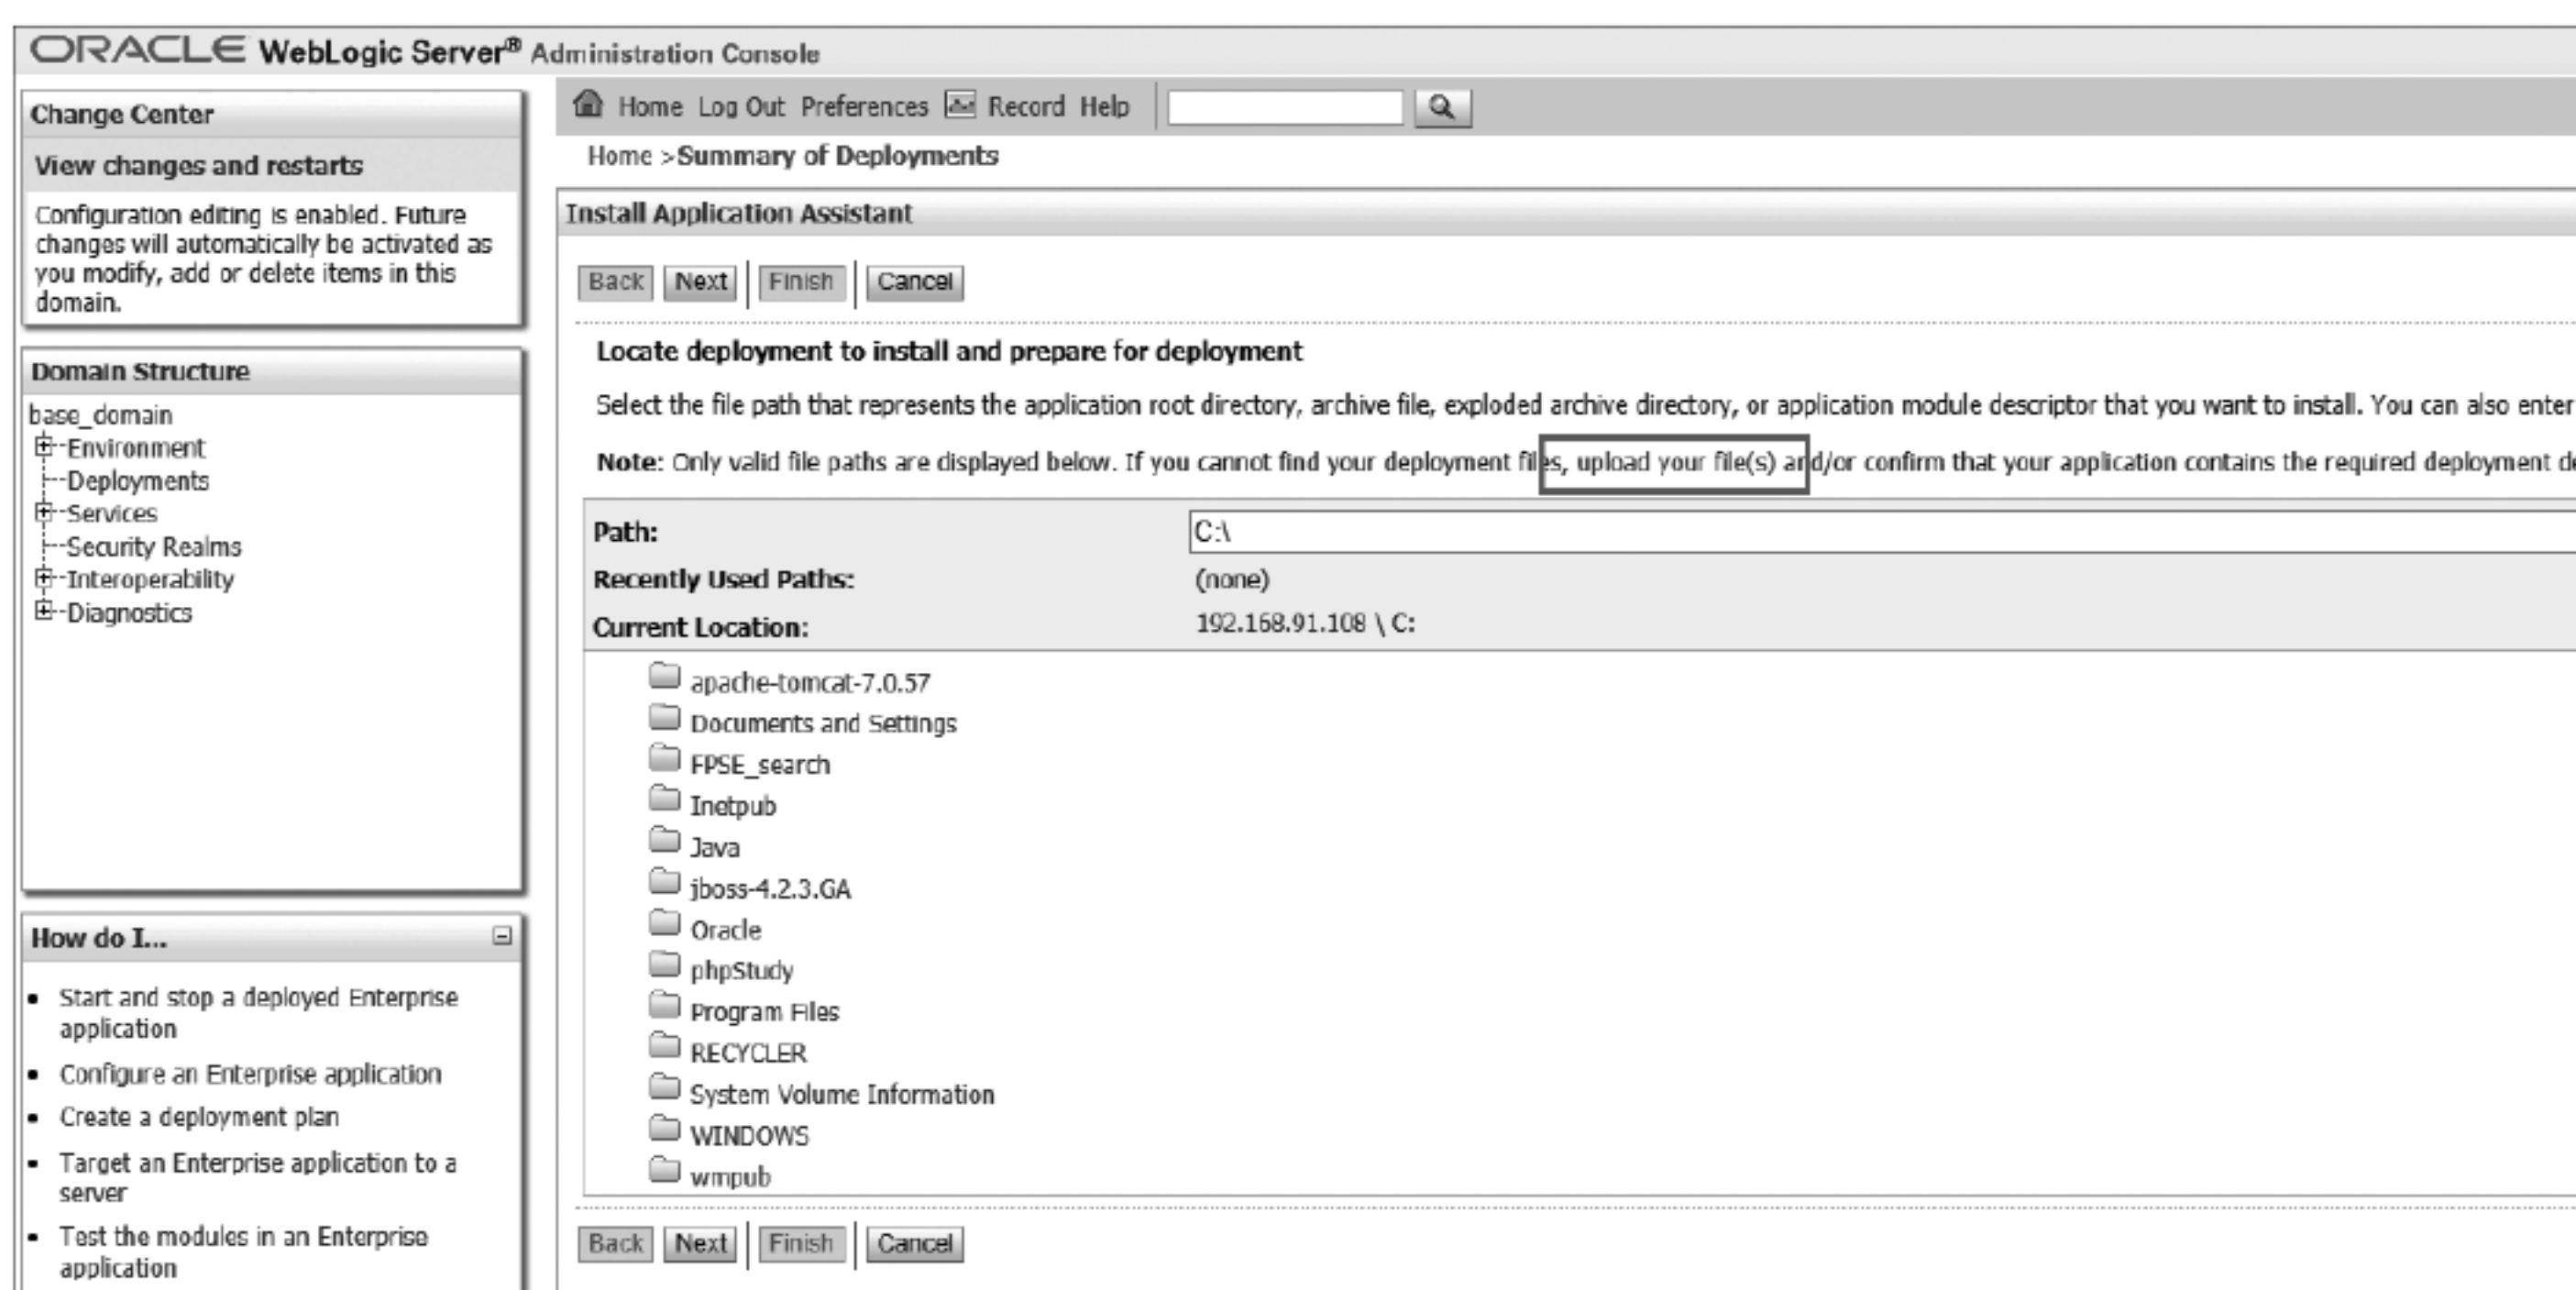 ORACLE WebLogic Server® Administration Console
Change Center
View changes and restarts
Configuration editing is enabled. Future
changes will automatically be activated as
you modify, add or delete items in this
domain.
Domain Structure
base_domain
Environment
Deployments
Services
Security Realms
Interoperability
Diagnostics
How do I...
Start and stop a deployed Enterprise
application
Configure an Enterprise application
Create a deployment plan
Target an Enterprise application to a
server
Test the modules in an Enterprise
application
Home Log Out Preferences Record Help
Home >Summary of Deployments
Install Application Assistant
Back Next Finish Cancel
Locate deployment to install and prepare for deployment
Select the file path that represents the application root directory, archive file, exploded archive directory, or application module descriptor that you want to install. You can also enter
Note: Only valid file paths are displayed below. If you cannot find your deployment files, upload your file(s) and/or confirm that your application contains the required deployment
Path: C:\
Recently Used Paths: (none)
Current Location: 192.168.91.108 \ C:
apache-tomcat-7.0.57
Documents and Settings
FPSE_search
Inetpub
Java
jboss-4.2.3.GA
Oracle
phpStudy
Program Files
RECYCLER
System Volume Information
WINDOWS
wmpub
Back Next Finish Cancel